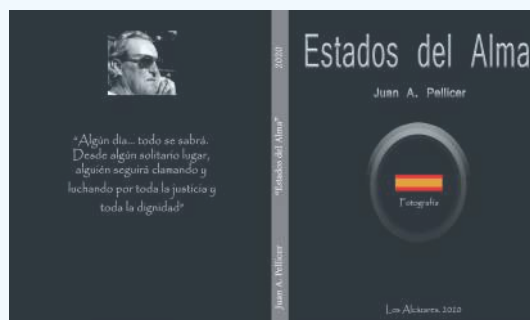 "Algún día... todo se sabrá.
Desde algún solitario lugar,
alguién seguirá clamando y
luchando por toda la justicia y
toda la dignidad"
Juan A. Pellicer
"Estados del Alma"
2020
Estados del Alma
Juan A. Pellicer
Fotografía
Los Alcázares, 2020